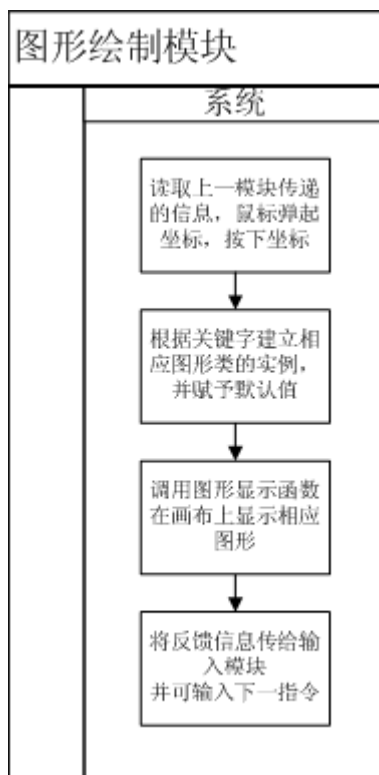 图形绘制模块
系统
读取上一模块传递
的信息，鼠标弹起
坐标，按下坐标
根据关键字建立相
应图形类的实例，
并赋予默认值
调用图形显示函数
在画布上显示相应
图形
将反馈信息传给输
入模块
并可输入下一指令